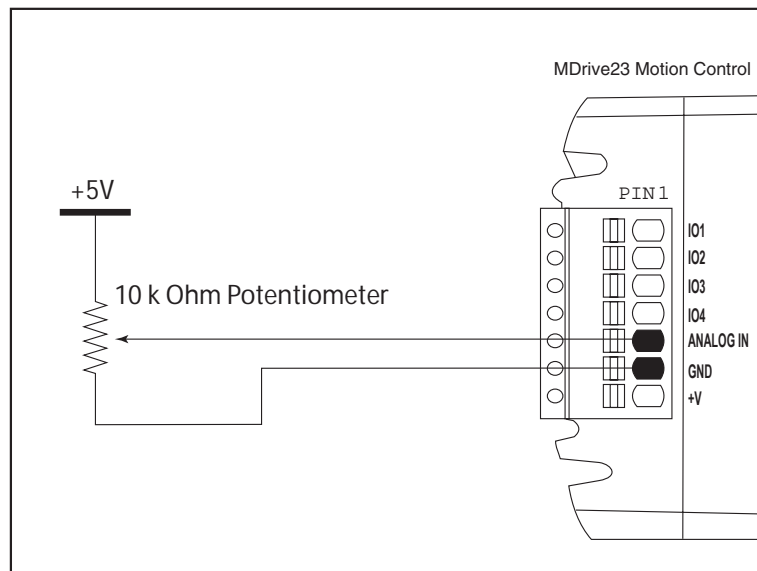 MDrive23 Motion Control
+5V
PIN1
IO1
IO2
IO3
10 k Ohm Potentiometer
IO4
ANALOG IN
GND
+V